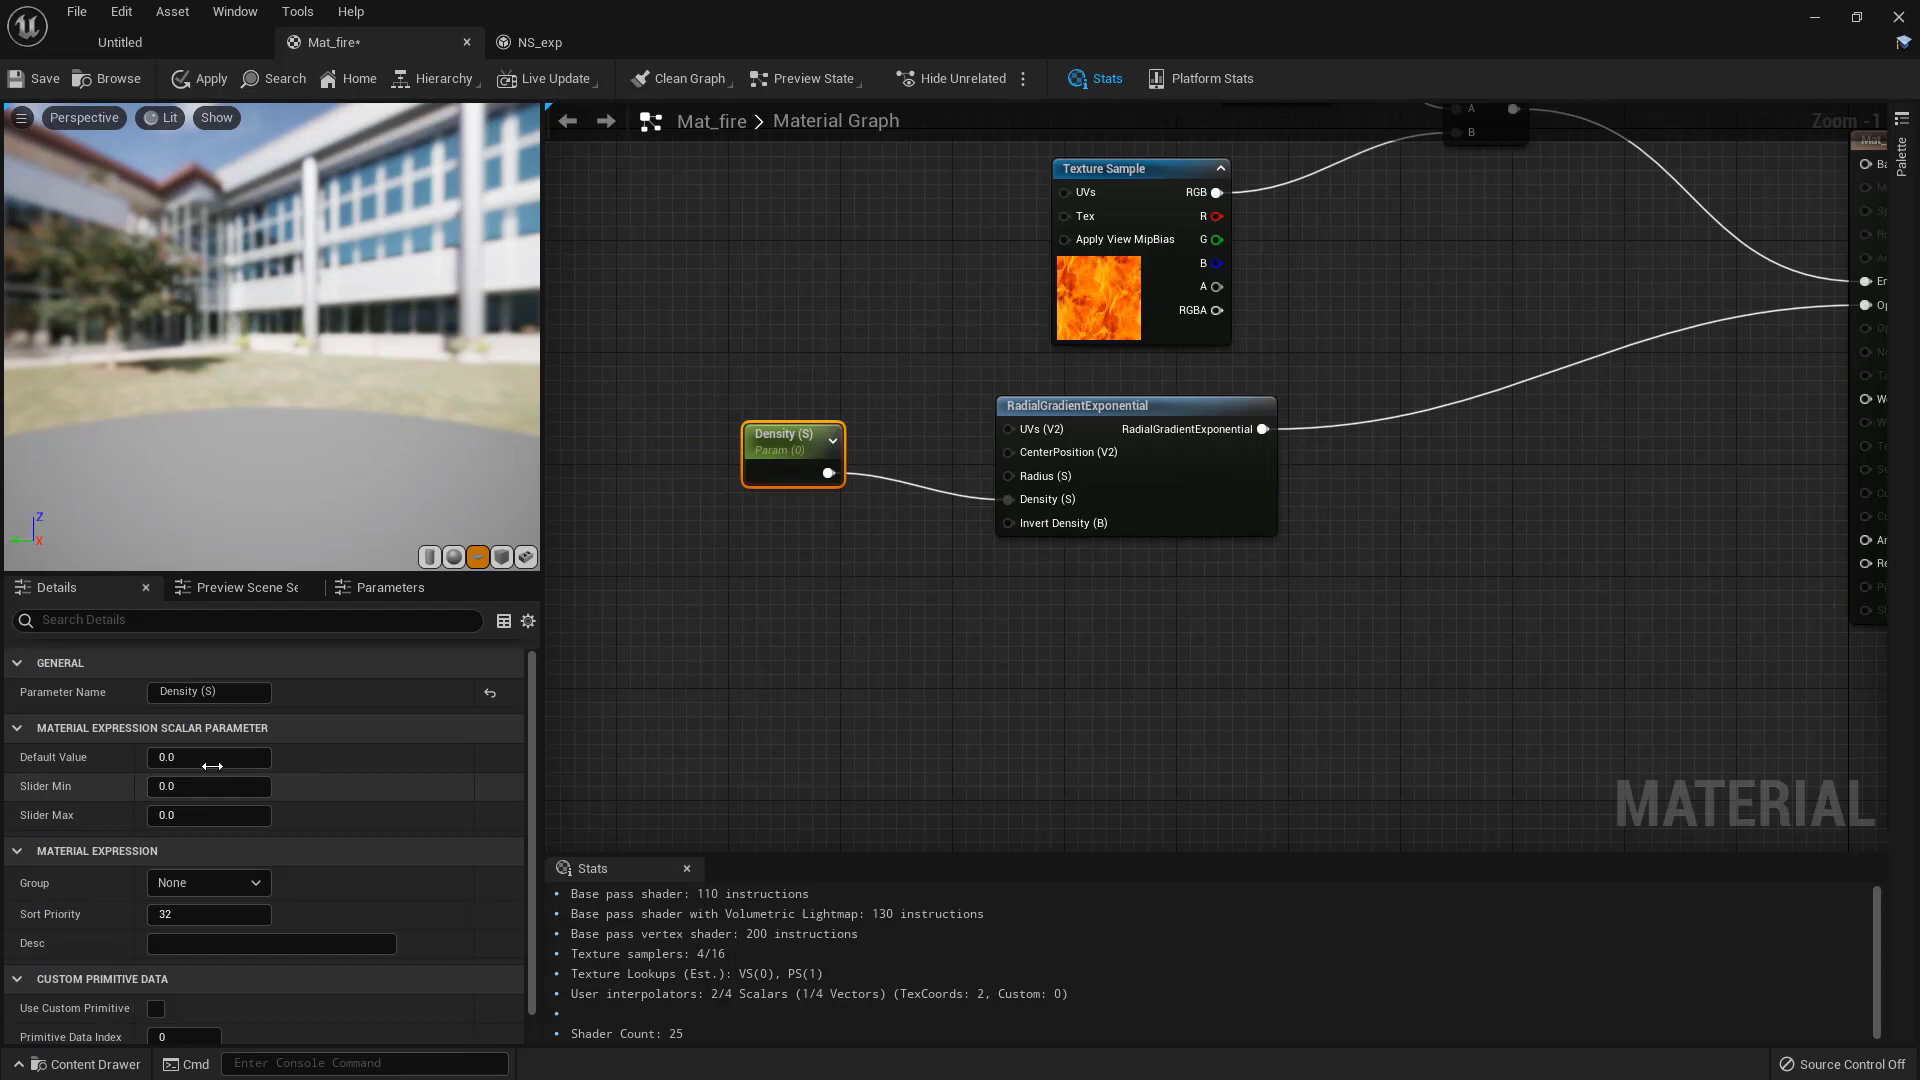 File Edit Asset Window Tools Help
Untitled
Mat_fire*
NS_exp
Save
Browse
Apply
Search
Home
Hierarchy
Live Update
Clean Graph
Preview State
Hide Unrelated
Stats
Platform Stats
Perspective
Lit
Show
Mat_fire > Material Graph
Zoom -1
Palette
A
B
Texture Sample
UVs
RGB
Tex
R
Apply View MipBias
G
B
A
RGBA
Density (S)
Param (0)
RadialGradientExponential
UVs (V2)
RadialGradientExponential
CenterPosition (V2)
Radius (S)
Density (S)
Invert Density (B)
Mat_
Ba
Er
Op
W
Ar
Re
Z
X
MATERIAL
Details
Preview Scene Se
Parameters
Search Details
GENERAL
Parameter Name
Density (S)
MATERIAL EXPRESSION SCALAR PARAMETER
Default Value
0.0
Slider Min
0.0
Slider Max
0.0
MATERIAL EXPRESSION
Group
None
Sort Priority
32
Desc
CUSTOM PRIMITIVE DATA
Use Custom Primitive
Primitive Data Index
0
Stats
Base pass shader: 110 instructions
Base pass shader with Volumetric Lightmap: 130 instructions
Base pass vertex shader: 200 instructions
Texture samplers: 4/16
Texture Lookups (Est.): VS(0), PS(1)
User interpolators: 2/4 Scalars (1/4 Vectors) (TexCoords: 2, Custom: 0)
Shader Count: 25
Content Drawer
Cmd
Enter Console Command
Source Control Off